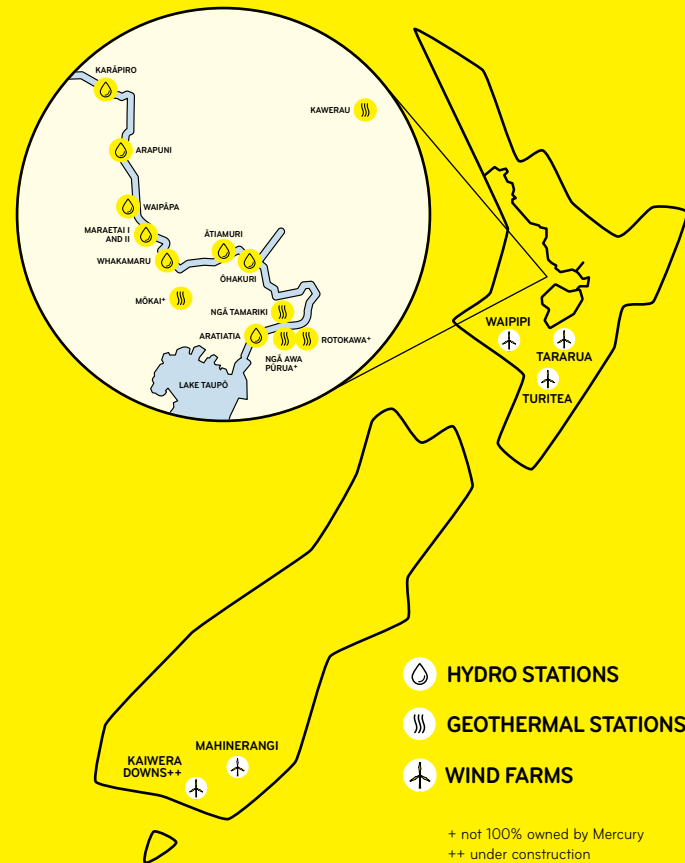 KARĀPIRO
KAWERAU
ARAPUNI
WAIPĀPA
MARAETAI I
AND II
ĀTIAMURI
WHAKAMARU
ŌHAKURI
MŌKAI+
NGĀ TAMARIKI
ARATIATIA
ROTOKAWA+
NGĀ AWA
PŪRUA+
LAKE TAUPŌ
WAIPIPI
TARARUA
TURITEA
HYDRO STATIONS
GEOTHERMAL STATIONS
WIND FARMS
MAHINERANGI
KAIWERA
DOWNS++
+ not 100% owned by Mercury
++ under construction